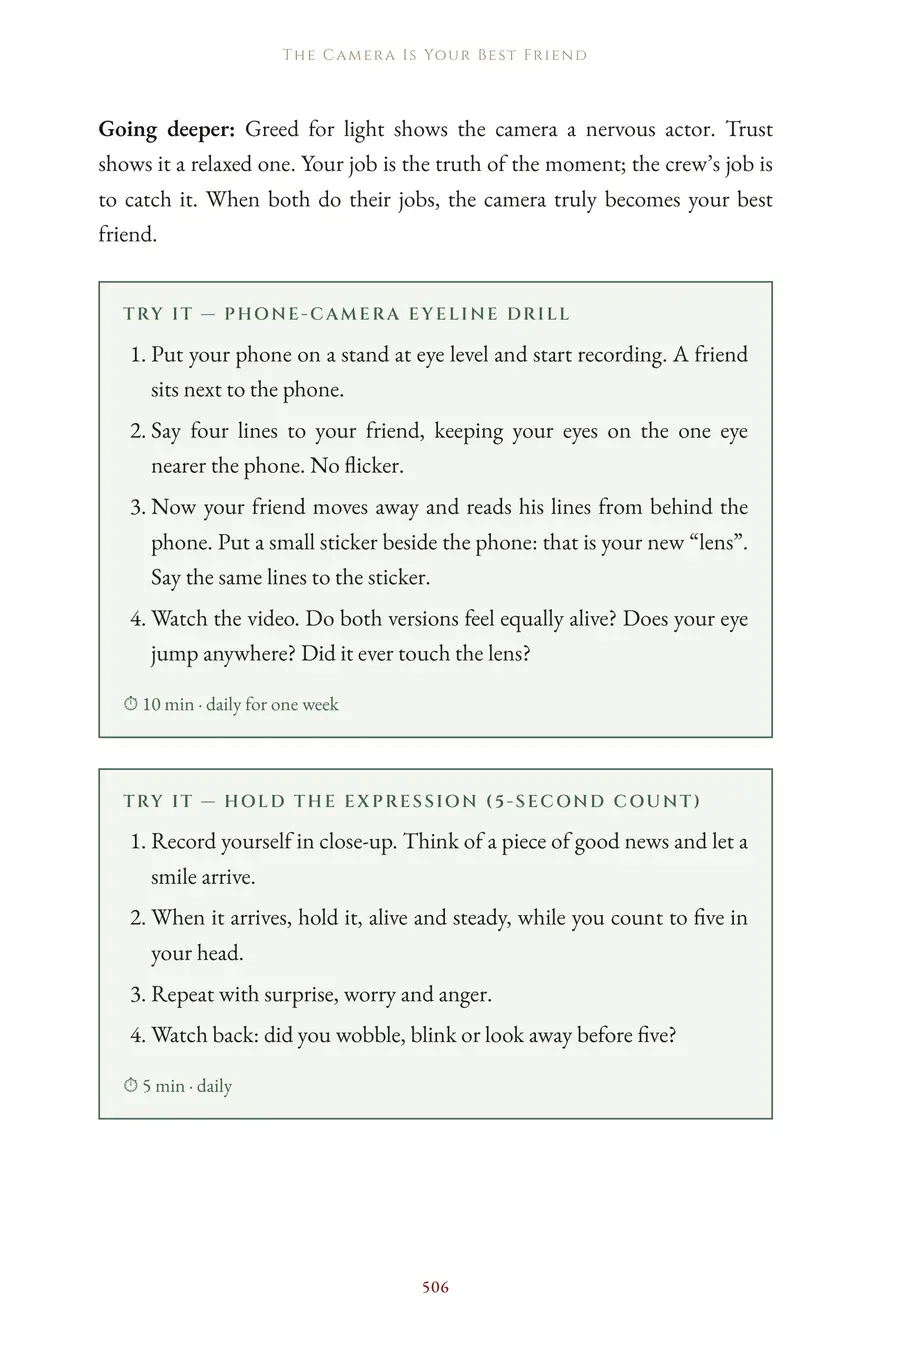 The Camera Is Your Best Friend
Going deeper: Greed for light shows the camera a nervous actor. Trust
shows it a relaxed one. Your job is the truth of the moment; the crew’s job is
to catch it. When both do their jobs, the camera truly becomes your best
friend.
TRY IT — PHONE-CAMERA EYELINE DRILL
1. Put your phone on a stand at eye level and start recording. A friend
sits next to the phone.
2. Say four lines to your friend, keeping your eyes on the one eye
nearer the phone. No flicker.
3. Now your friend moves away and reads his lines from behind the
phone. Put a small sticker beside the phone: that is your new “lens”.
Say the same lines to the sticker.
4. Watch the video. Do both versions feel equally alive? Does your eye
jump anywhere? Did it ever touch the lens?
⏱ 10 min · daily for one week
TRY IT — HOLD THE EXPRESSION (5-SECOND COUNT)
1. Record yourself in close-up. Think of a piece of good news and let a
smile arrive.
2. When it arrives, hold it, alive and steady, while you count to five in
your head.
3. Repeat with surprise, worry and anger.
4. Watch back: did you wobble, blink or look away before five?
⏱ 5 min · daily
506